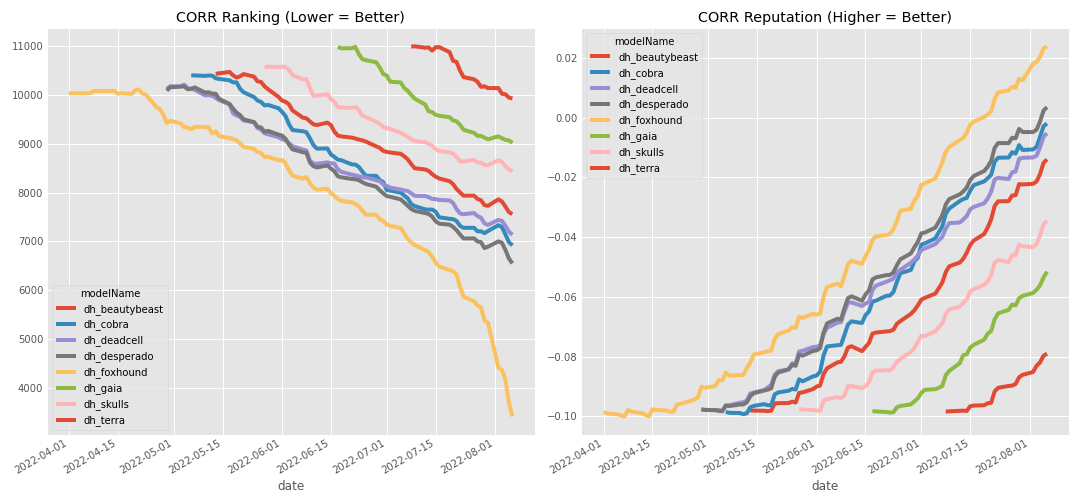 CORR Ranking (Lower = Better)
11000
10000
9000
8000
7000
6000
5000
4000
modelName
dh_beautybeast
dh_cobra
dh_deadcell
dh_desperado
dh_foxhound
dh_gaia
dh_skulls
dh_terra
2022-04-01
2022-04-15
2022-05-01
2022-05-15
2022-06-01
2022-06-15
2022-07-01
2022-07-15
2022-08-01
date
CORR Reputation (Higher = Better)
modelName
dh_beautybeast
dh_cobra
dh_deadcell
dh_desperado
dh_foxhound
dh_gaia
dh_skulls
dh_terra
0.02
0.00
−0.02
−0.04
−0.06
−0.08
−0.10
2022-04-01
2022-04-15
2022-05-01
2022-05-15
2022-06-01
2022-06-15
2022-07-01
2022-07-15
2022-08-01
date